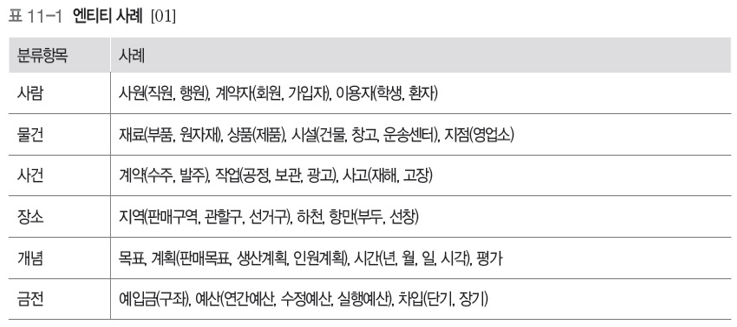 표 11-1 엔티티 사례 [01]
분류항목 사례
사람 사원(직원, 행원), 계약자(회원, 가입자), 이용자(학생, 환자)
물건 재료(부품, 원자재), 상품(제품), 시설(건물, 창고, 운송센터), 지점(영업소)
사건 계약(수주, 발주), 작업(공정, 보관, 광고), 사고(재해, 고장)
장소 지역(판매구역, 관할구, 선거구), 하천, 항만(부두, 선창)
개념 목표, 계획(판매목표, 생산계획, 인원계획), 시간(년, 월, 일, 시각), 평가
금전 예입금(구좌), 예산(연간예산, 수정예산, 실행예산), 차입(단기, 장기)